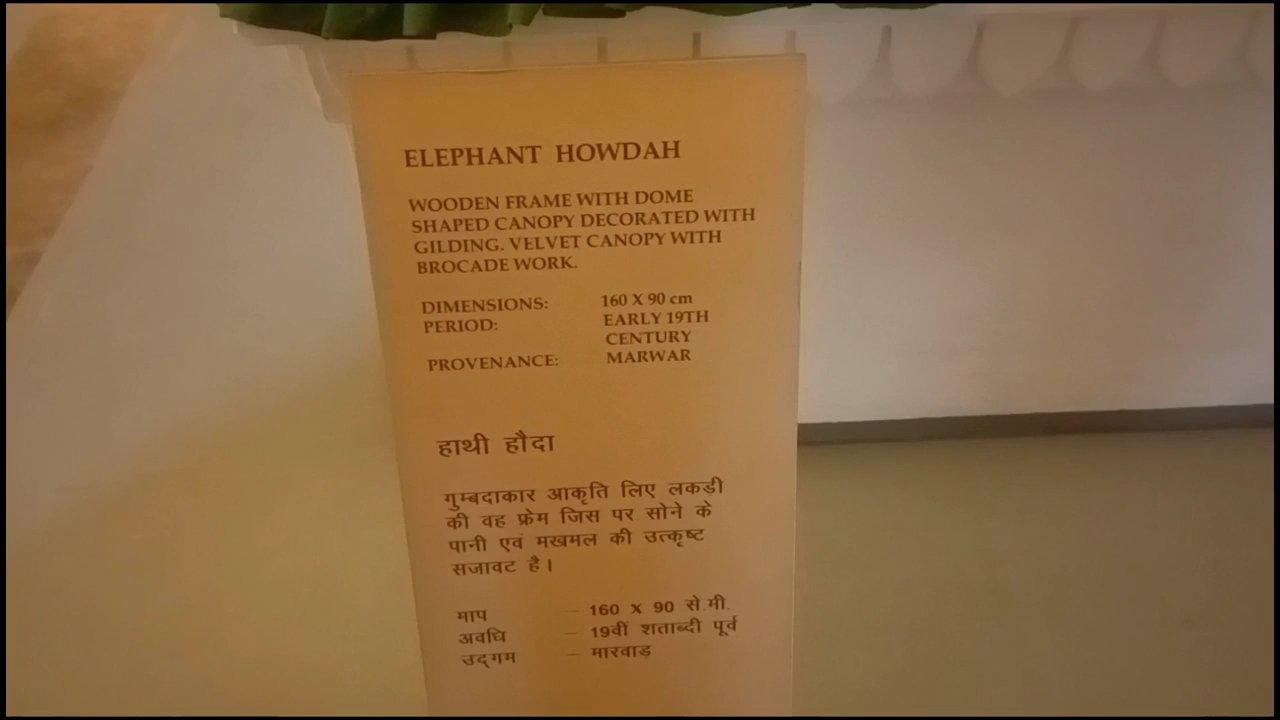 ELEPHANT HOWDAH
WOODEN FRAME WITH DOME
SHAPED CANOPY DECORATED WITH
GILDING. VELVET CANOPY WITH
BROCADE WORK.
DIMENSIONS: 160 X 90 cm
PERIOD: EARLY 19TH
CENTURY
PROVENANCE: MARWAR
हाथी हौदा
गुम्बदाकार आकृति लिए लकड़ी
की वह फ्रेम जिस पर सोने के
पानी एवं मखमल की उत्कृष्ट
सजावट है।
माप – 160 X 90 से.मी.
अवधि – 19वीं शताब्दी पूर्व
उद्गम – मारवाड़